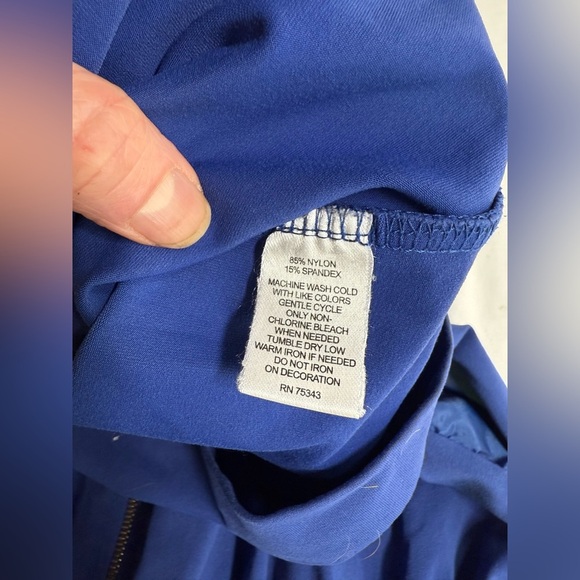 85% NYLON
15% SPANDEX
MACHINE WASH COLD
WITH LIKE COLORS
GENTLE CYCLE
ONLY NON-
CHLORINE BLEACH
WHEN NEEDED
TUMBLE DRY LOW
WARM IRON IF NEEDED
DO NOT IRON
ON DECORATION
RN 75343